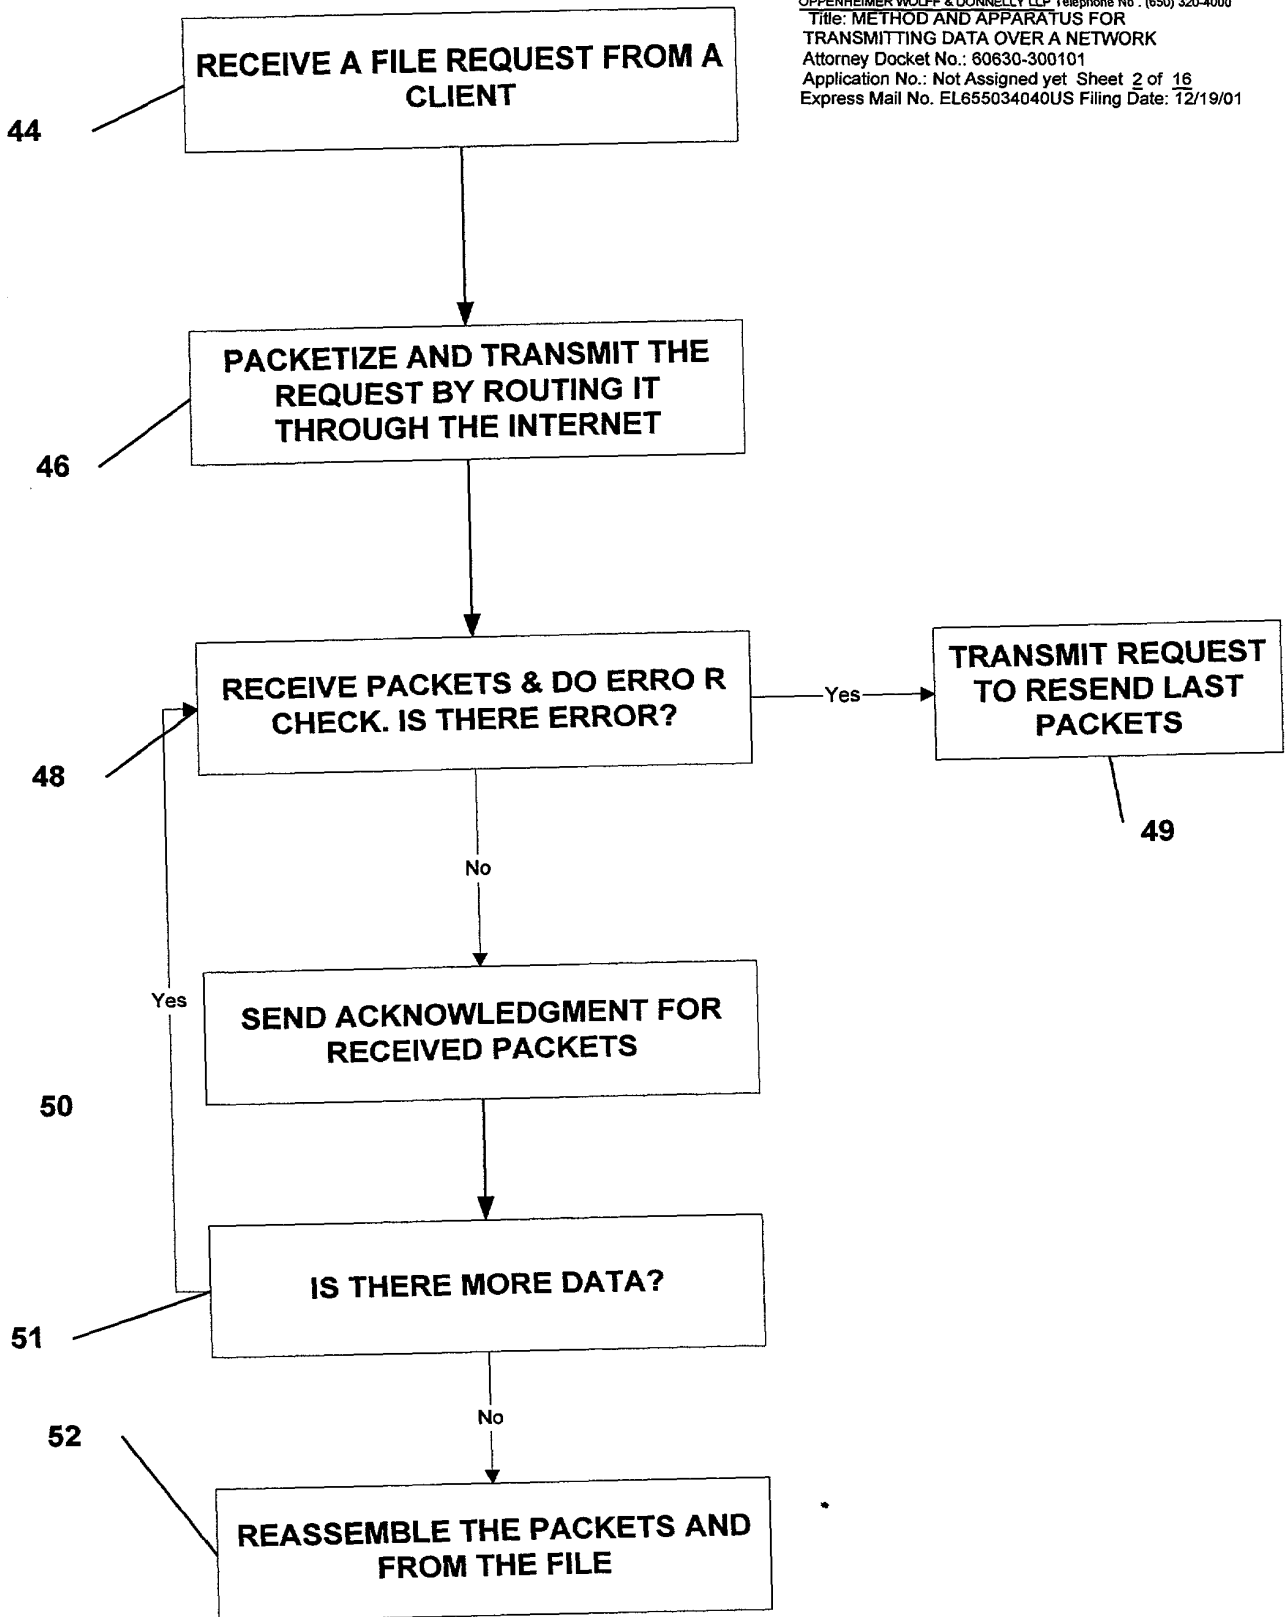 OPPENHEIMER WOLFF & DONNELLY LLP Telephone No.: (650) 320-4000
Title: METHOD AND APPARATUS FOR
TRANSMITTING DATA OVER A NETWORK
Attorney Docket No.: 60630-300101
Application No.: Not Assigned yet Sheet 2 of 16
Express Mail No. EL655034040US Filing Date: 12/19/01
RECEIVE A FILE REQUEST FROM A
CLIENT
44
PACKETIZE AND TRANSMIT THE
REQUEST BY ROUTING IT
THROUGH THE INTERNET
46
RECEIVE PACKETS & DO ERRO R
CHECK. IS THERE ERROR?
48
Yes
TRANSMIT REQUEST
TO RESEND LAST
PACKETS
49
No
Yes
SEND ACKNOWLEDGMENT FOR
RECEIVED PACKETS
50
IS THERE MORE DATA?
51
No
52
REASSEMBLE THE PACKETS AND
FROM THE FILE